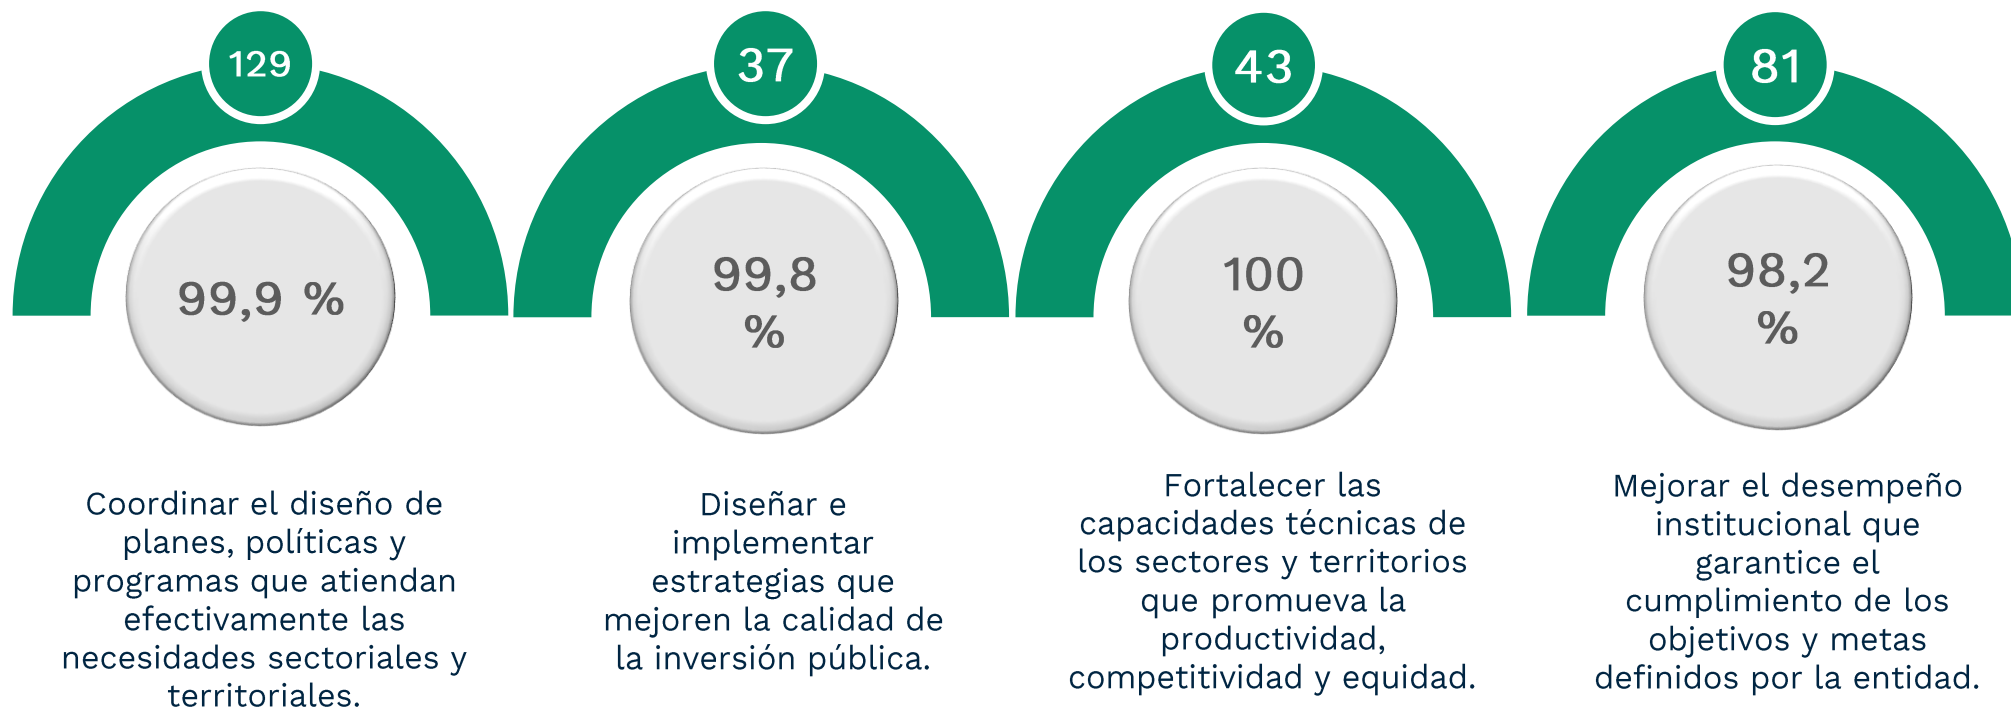 129
99,9 %
Coordinar el diseño de
planes, políticas y
programas que atiendan
efectivamente las
necesidades sectoriales y
territoriales.
37
99,8
%
Diseñar e
implementar
estrategias que
mejoren la calidad de
la inversión pública.
43
100
%
Fortalecer las
capacidades técnicas de
los sectores y territorios
que promueva la
productividad,
competitividad y equidad.
81
98,2
%
Mejorar el desempeño
institucional que
garantice el
cumplimiento de los
objetivos y metas
definidos por la entidad.